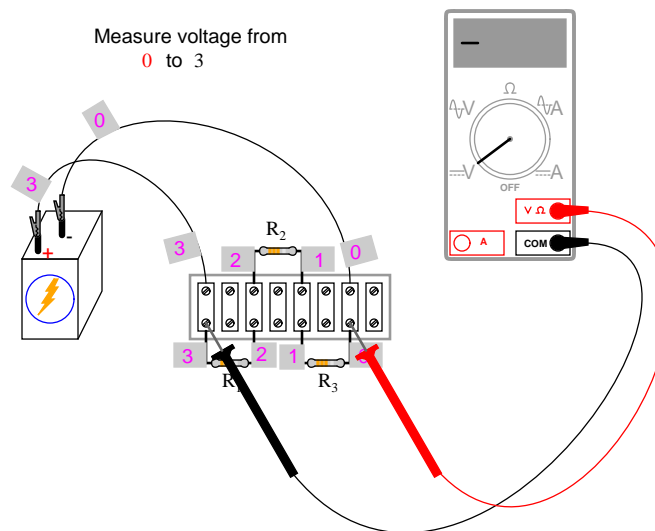 Measure voltage from
0 to 3
0
3
- +
V Ω A
V A
OFF
V Ω
A COM
3 2 R2 1 0
3 2 1 0
R1 R3